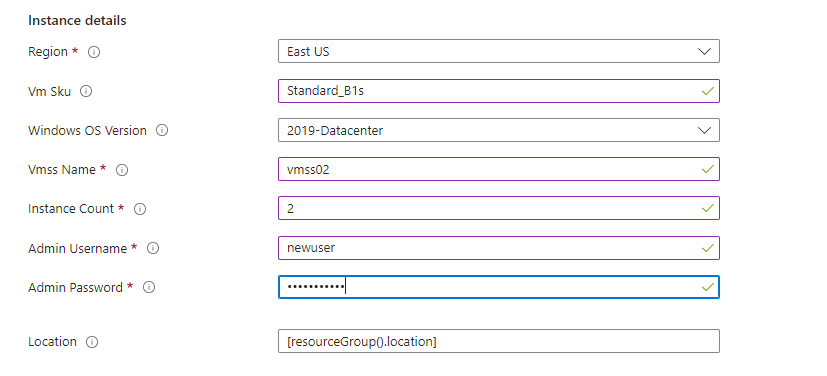 Instance details
Region * East US
Vm Sku Standard_B1s
Windows OS Version 2019-Datacenter
Vmss Name * vmss02
Instance Count * 2
Admin Username * newuser
Admin Password * •••••••••••
Location [resourceGroup().location]